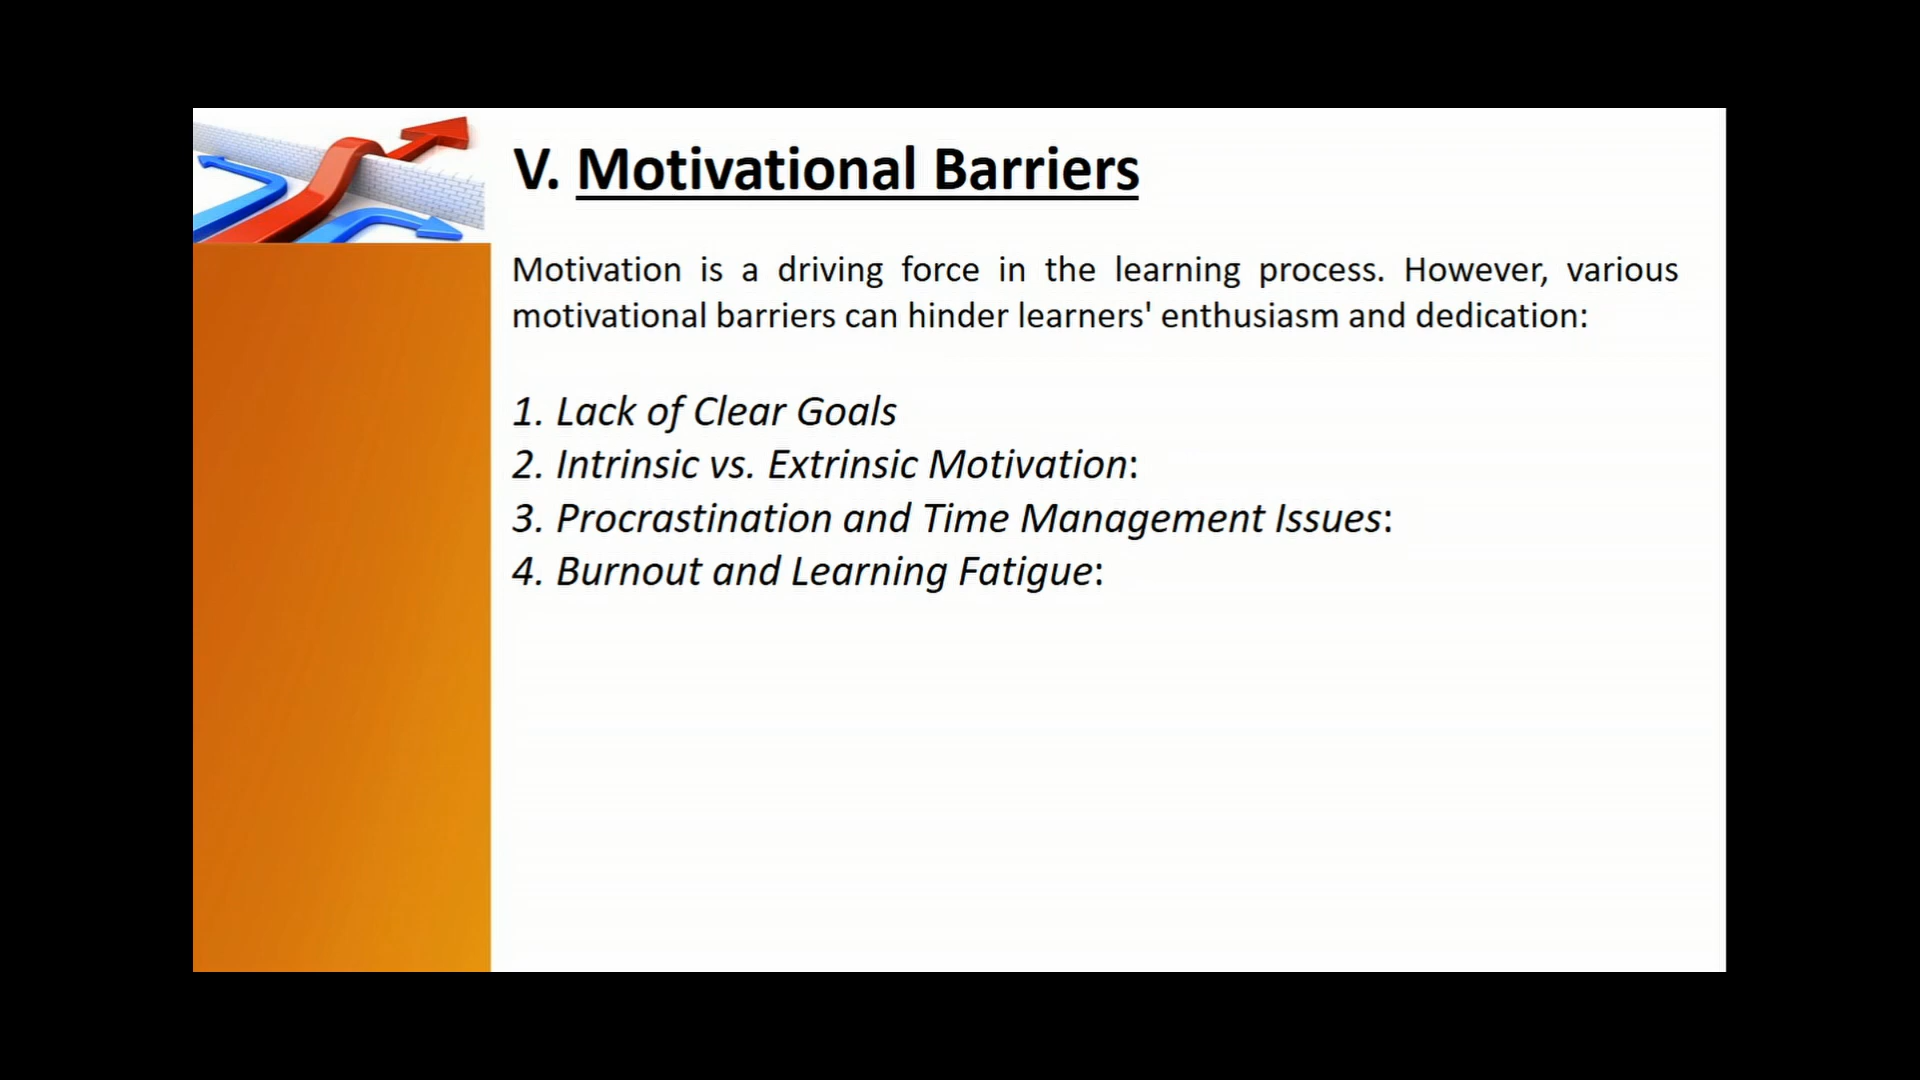 V. Motivational Barriers
Motivation is a driving force in the learning process. However, various
motivational barriers can hinder learners' enthusiasm and dedication:
1. Lack of Clear Goals
2. Intrinsic vs. Extrinsic Motivation:
3. Procrastination and Time Management Issues:
4. Burnout and Learning Fatigue: